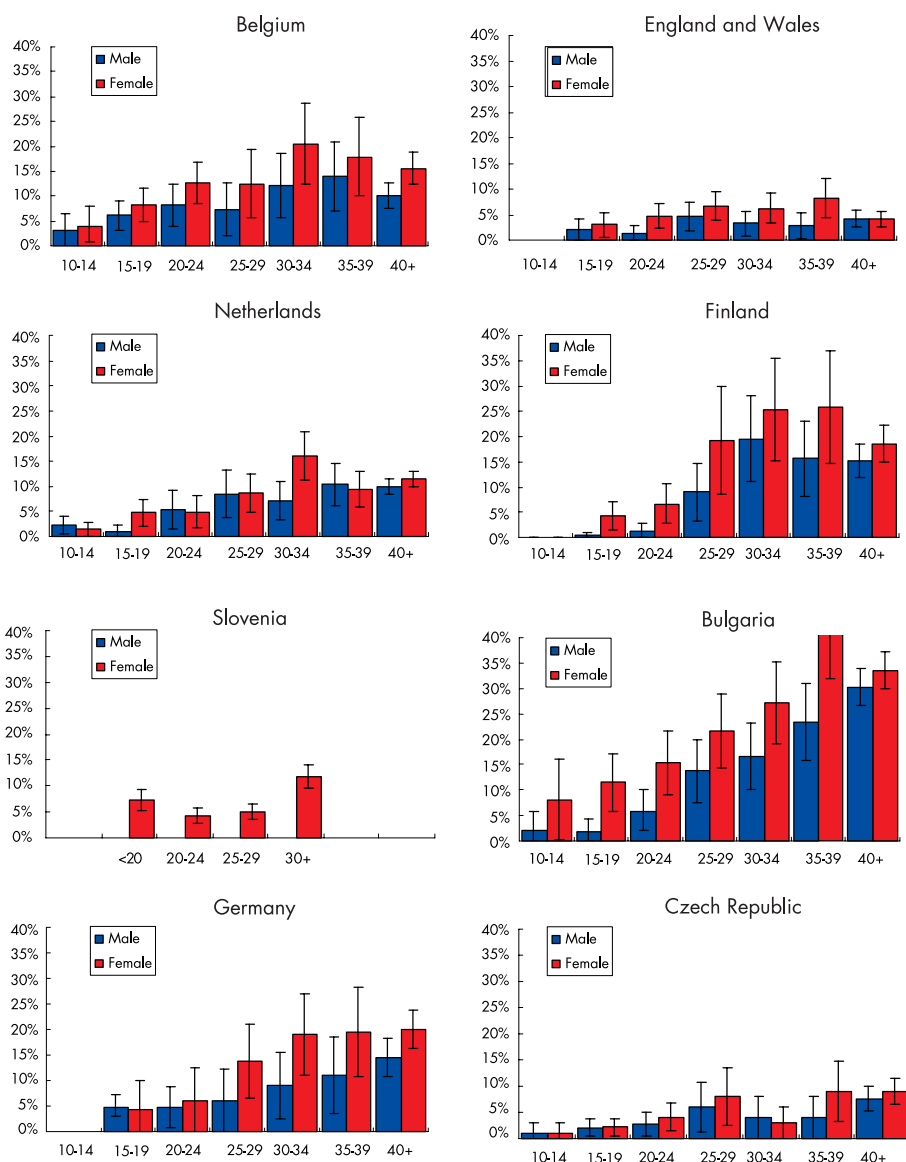 Belgium
40%
35%
30%
25%
20%
15%
10%
5%
0%
Male
Female
10-14 15-19 20-24 25-29 30-34 35-39 40+
England and Wales
40%
35%
30%
25%
20%
15%
10%
5%
0%
Male
Female
10-14 15-19 20-24 25-29 30-34 35-39 40+
Netherlands
40%
35%
30%
25%
20%
15%
10%
5%
0%
Male
Female
10-14 15-19 20-24 25-29 30-34 35-39 40+
Finland
40%
35%
30%
25%
20%
15%
10%
5%
0%
Male
Female
10-14 15-19 20-24 25-29 30-34 35-39 40+
Slovenia
40%
35%
30%
25%
20%
15%
10%
5%
0%
Male
Female
<20 20-24 25-29 30+
Bulgaria
40%
35%
30%
25%
20%
15%
10%
5%
0%
Male
Female
10-14 15-19 20-24 25-29 30-34 35-39 40+
Germany
40%
35%
30%
25%
20%
15%
10%
5%
0%
Male
Female
10-14 15-19 20-24 25-29 30-34 35-39 40+
Czech Republic
40%
35%
30%
25%
20%
15%
10%
5%
0%
Male
Female
10-14 15-19 20-24 25-29 30-34 35-39 40+